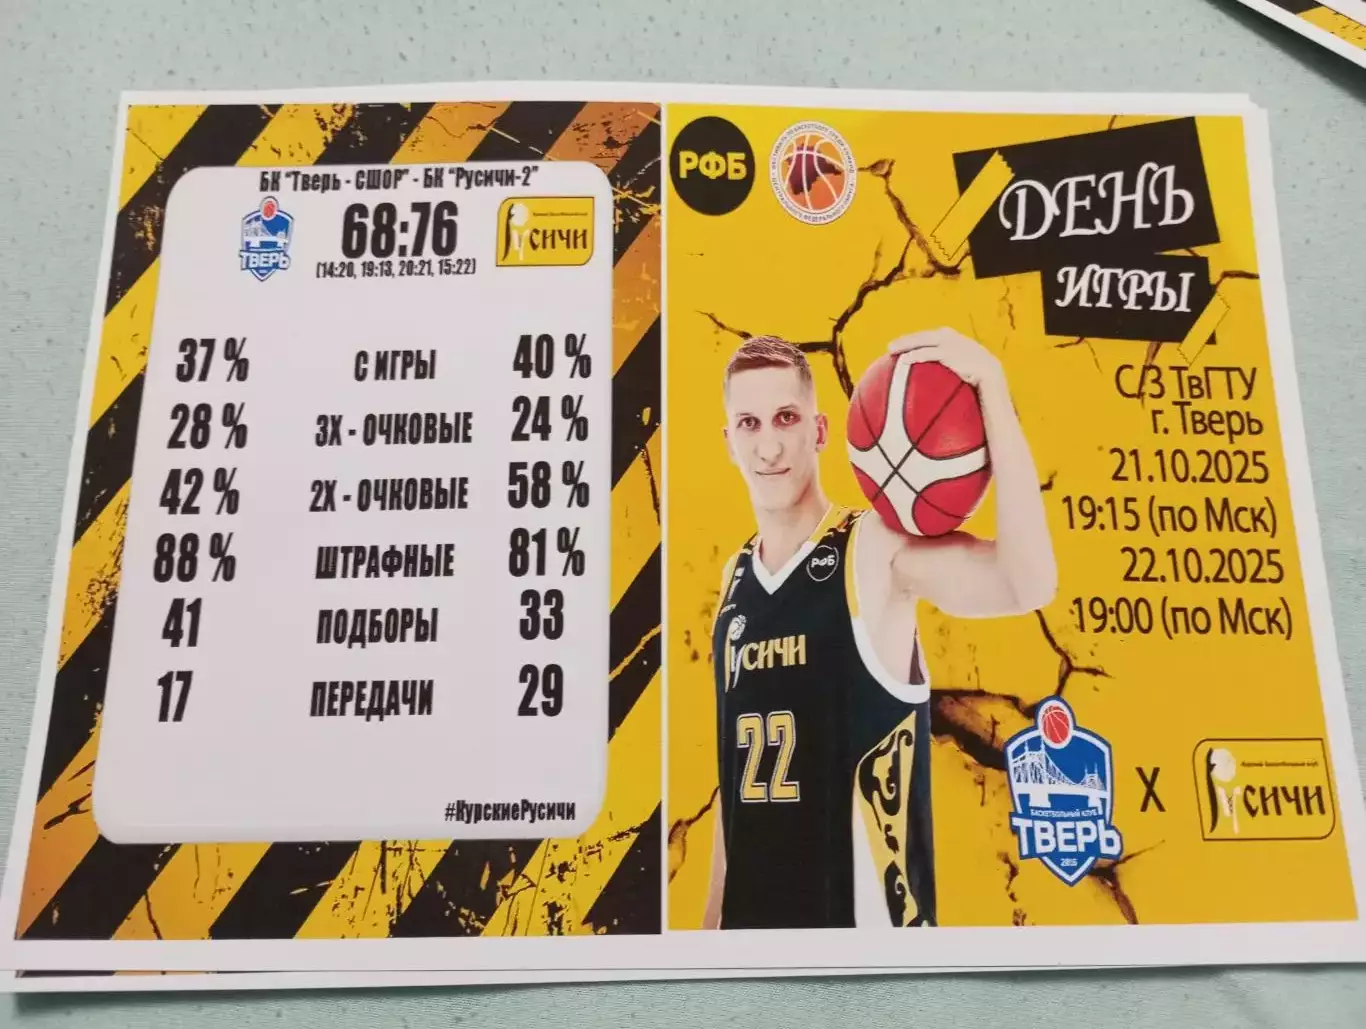 БК "Тверь - СШОР" - БК "Русичи-2"
68:76
(14:20, 19:13, 20:21, 15:22)
ТВЕРЬ
Русичи
37 % С ИГРЫ 40 %
28 % 3Х - ОЧКОВЫЕ 24 %
42 % 2Х - ОЧКОВЫЕ 58 %
88 % ШТРАФНЫЕ 81 %
41 ПОДБОРЫ 33
17 ПЕРЕДАЧИ 29
#КурскиеРусичи
РФБ
ДЕНЬ
ИГРЫ
С/З ТвГТУ
г. Тверь
21.10.2025
19:15 (по Мск)
22.10.2025
19:00 (по Мск)
РФБ
Русичи
22
БАСКЕТБОЛЬНЫЙ КЛУБ
ТВЕРЬ
2016
X
Русичи